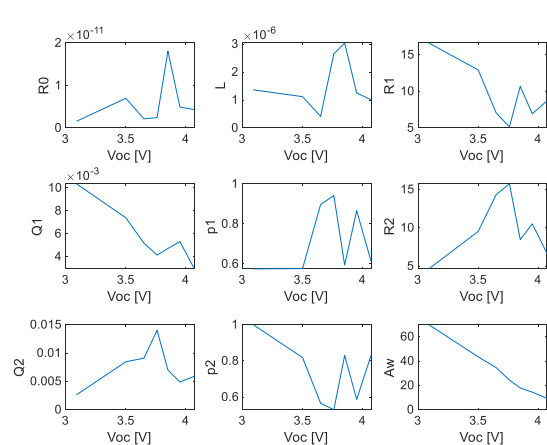 ×10-11
2
1
0
R0
3 3.5 4
Voc [V]
×10-6
3
2
1
0
L
3 3.5 4
Voc [V]
15
10
5
R1
3 3.5 4
Voc [V]
×10-3
10
8
6
4
Q1
3 3.5 4
Voc [V]
1
0.8
0.6
p1
3 3.5 4
Voc [V]
15
10
5
R2
3 3.5 4
Voc [V]
0.015
0.01
0.005
0
Q2
3 3.5 4
Voc [V]
1
0.8
0.6
p2
3 3.5 4
Voc [V]
60
40
20
0
Aw
3 3.5 4
Voc [V]